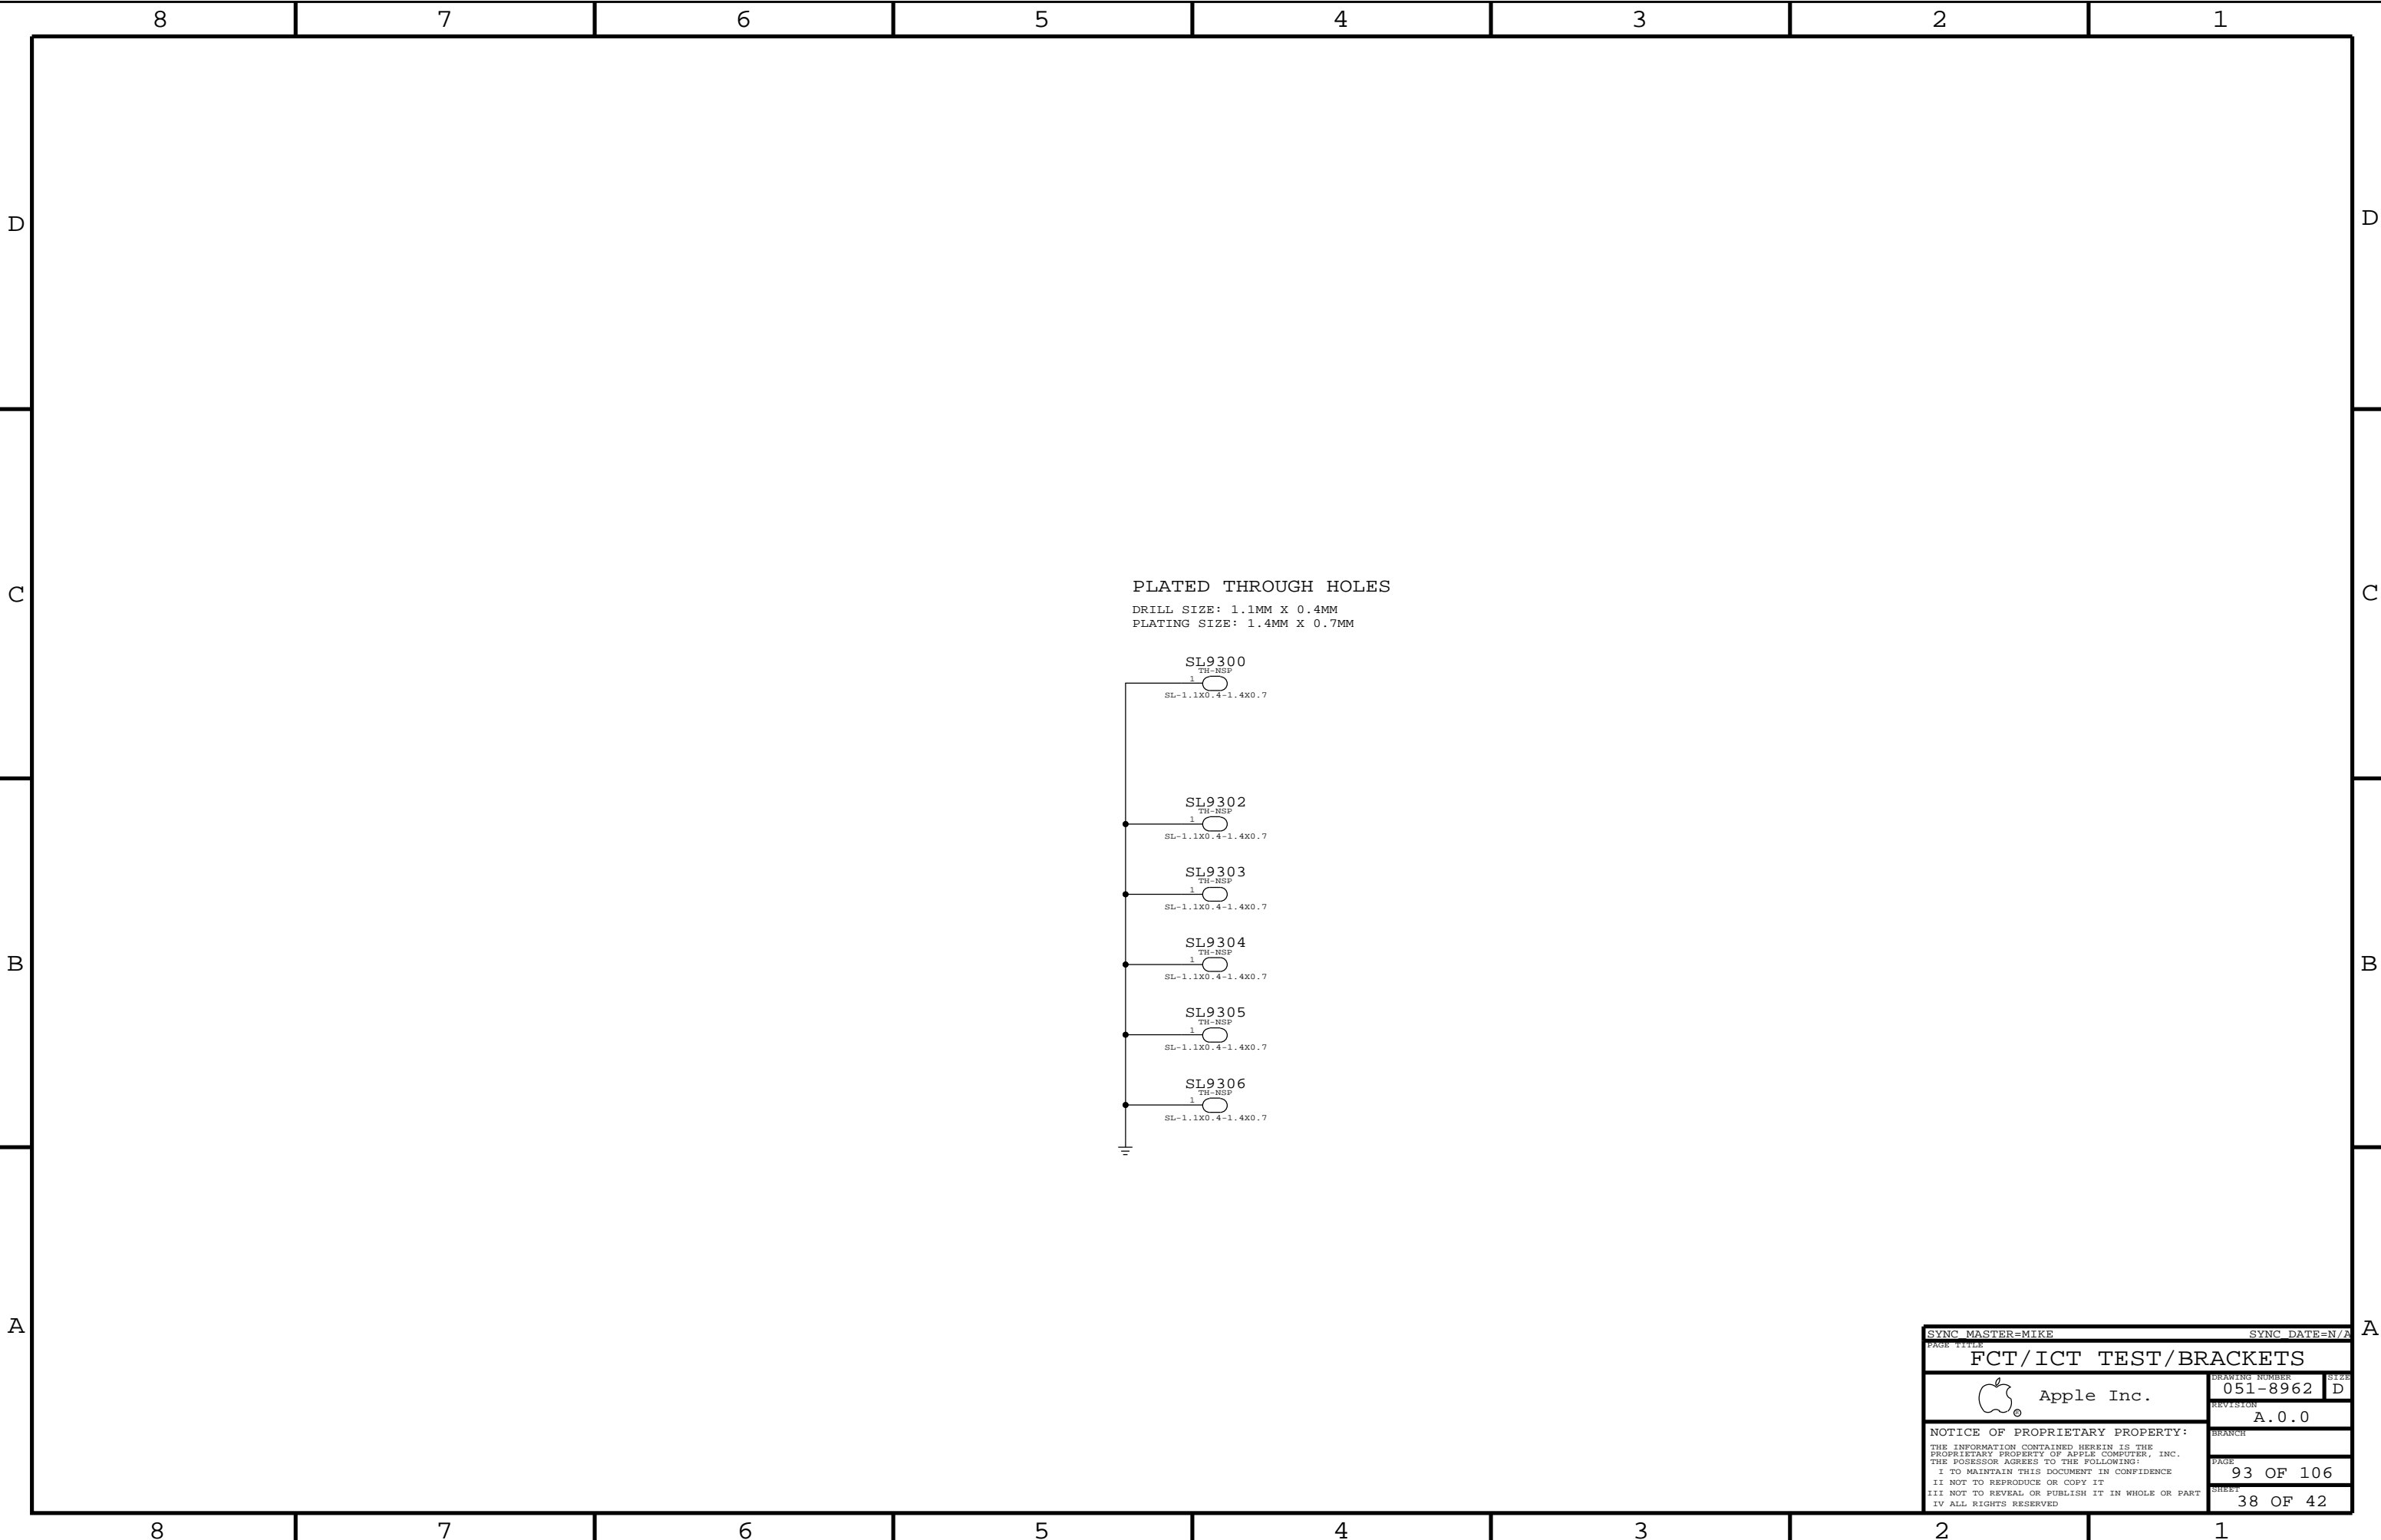 8 7 6 5 4 3 2 1
D D
C C
PLATED THROUGH HOLES
DRILL SIZE: 1.1MM X 0.4MM
PLATING SIZE: 1.4MM X 0.7MM
SL9300
TH-NSP
1
SL-1.1X0.4-1.4X0.7
SL9302
TH-NSP
1
SL-1.1X0.4-1.4X0.7
SL9303
TH-NSP
1
SL-1.1X0.4-1.4X0.7
B B
SL9304
TH-NSP
1
SL-1.1X0.4-1.4X0.7
SL9305
TH-NSP
1
SL-1.1X0.4-1.4X0.7
SL9306
TH-NSP
1
SL-1.1X0.4-1.4X0.7
A A
SYNC_MASTER=MIKE SYNC_DATE=N/A
PAGE TITLE
FCT/ICT TEST/BRACKETS
Apple Inc.
®
DRAWING NUMBER
051-8962
SIZE
D
REVISION
A.0.0
BRANCH
NOTICE OF PROPRIETARY PROPERTY:
THE INFORMATION CONTAINED HEREIN IS THE
PROPRIETARY PROPERTY OF APPLE COMPUTER, INC.
THE POSESSOR AGREES TO THE FOLLOWING:
I TO MAINTAIN THIS DOCUMENT IN CONFIDENCE
II NOT TO REPRODUCE OR COPY IT
III NOT TO REVEAL OR PUBLISH IT IN WHOLE OR PART
IV ALL RIGHTS RESERVED
PAGE
93 OF 106
SHEET
38 OF 42
8 7 6 5 4 3 2 1